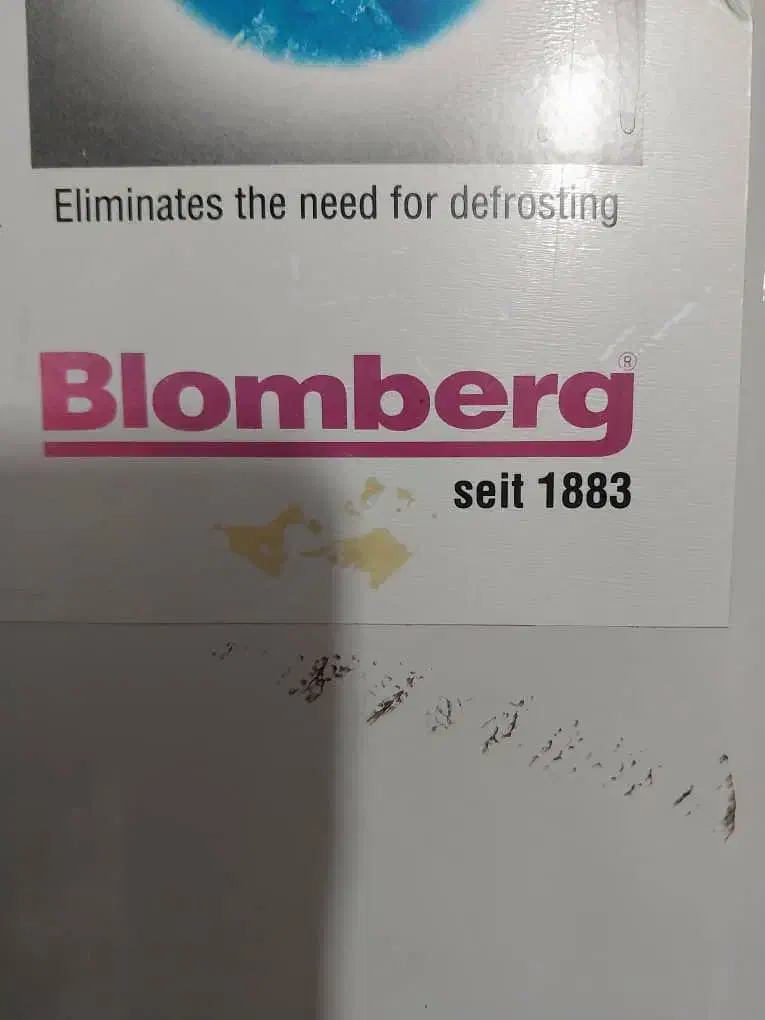 Eliminates the need for defrosting
Blomberg®
seit 1883